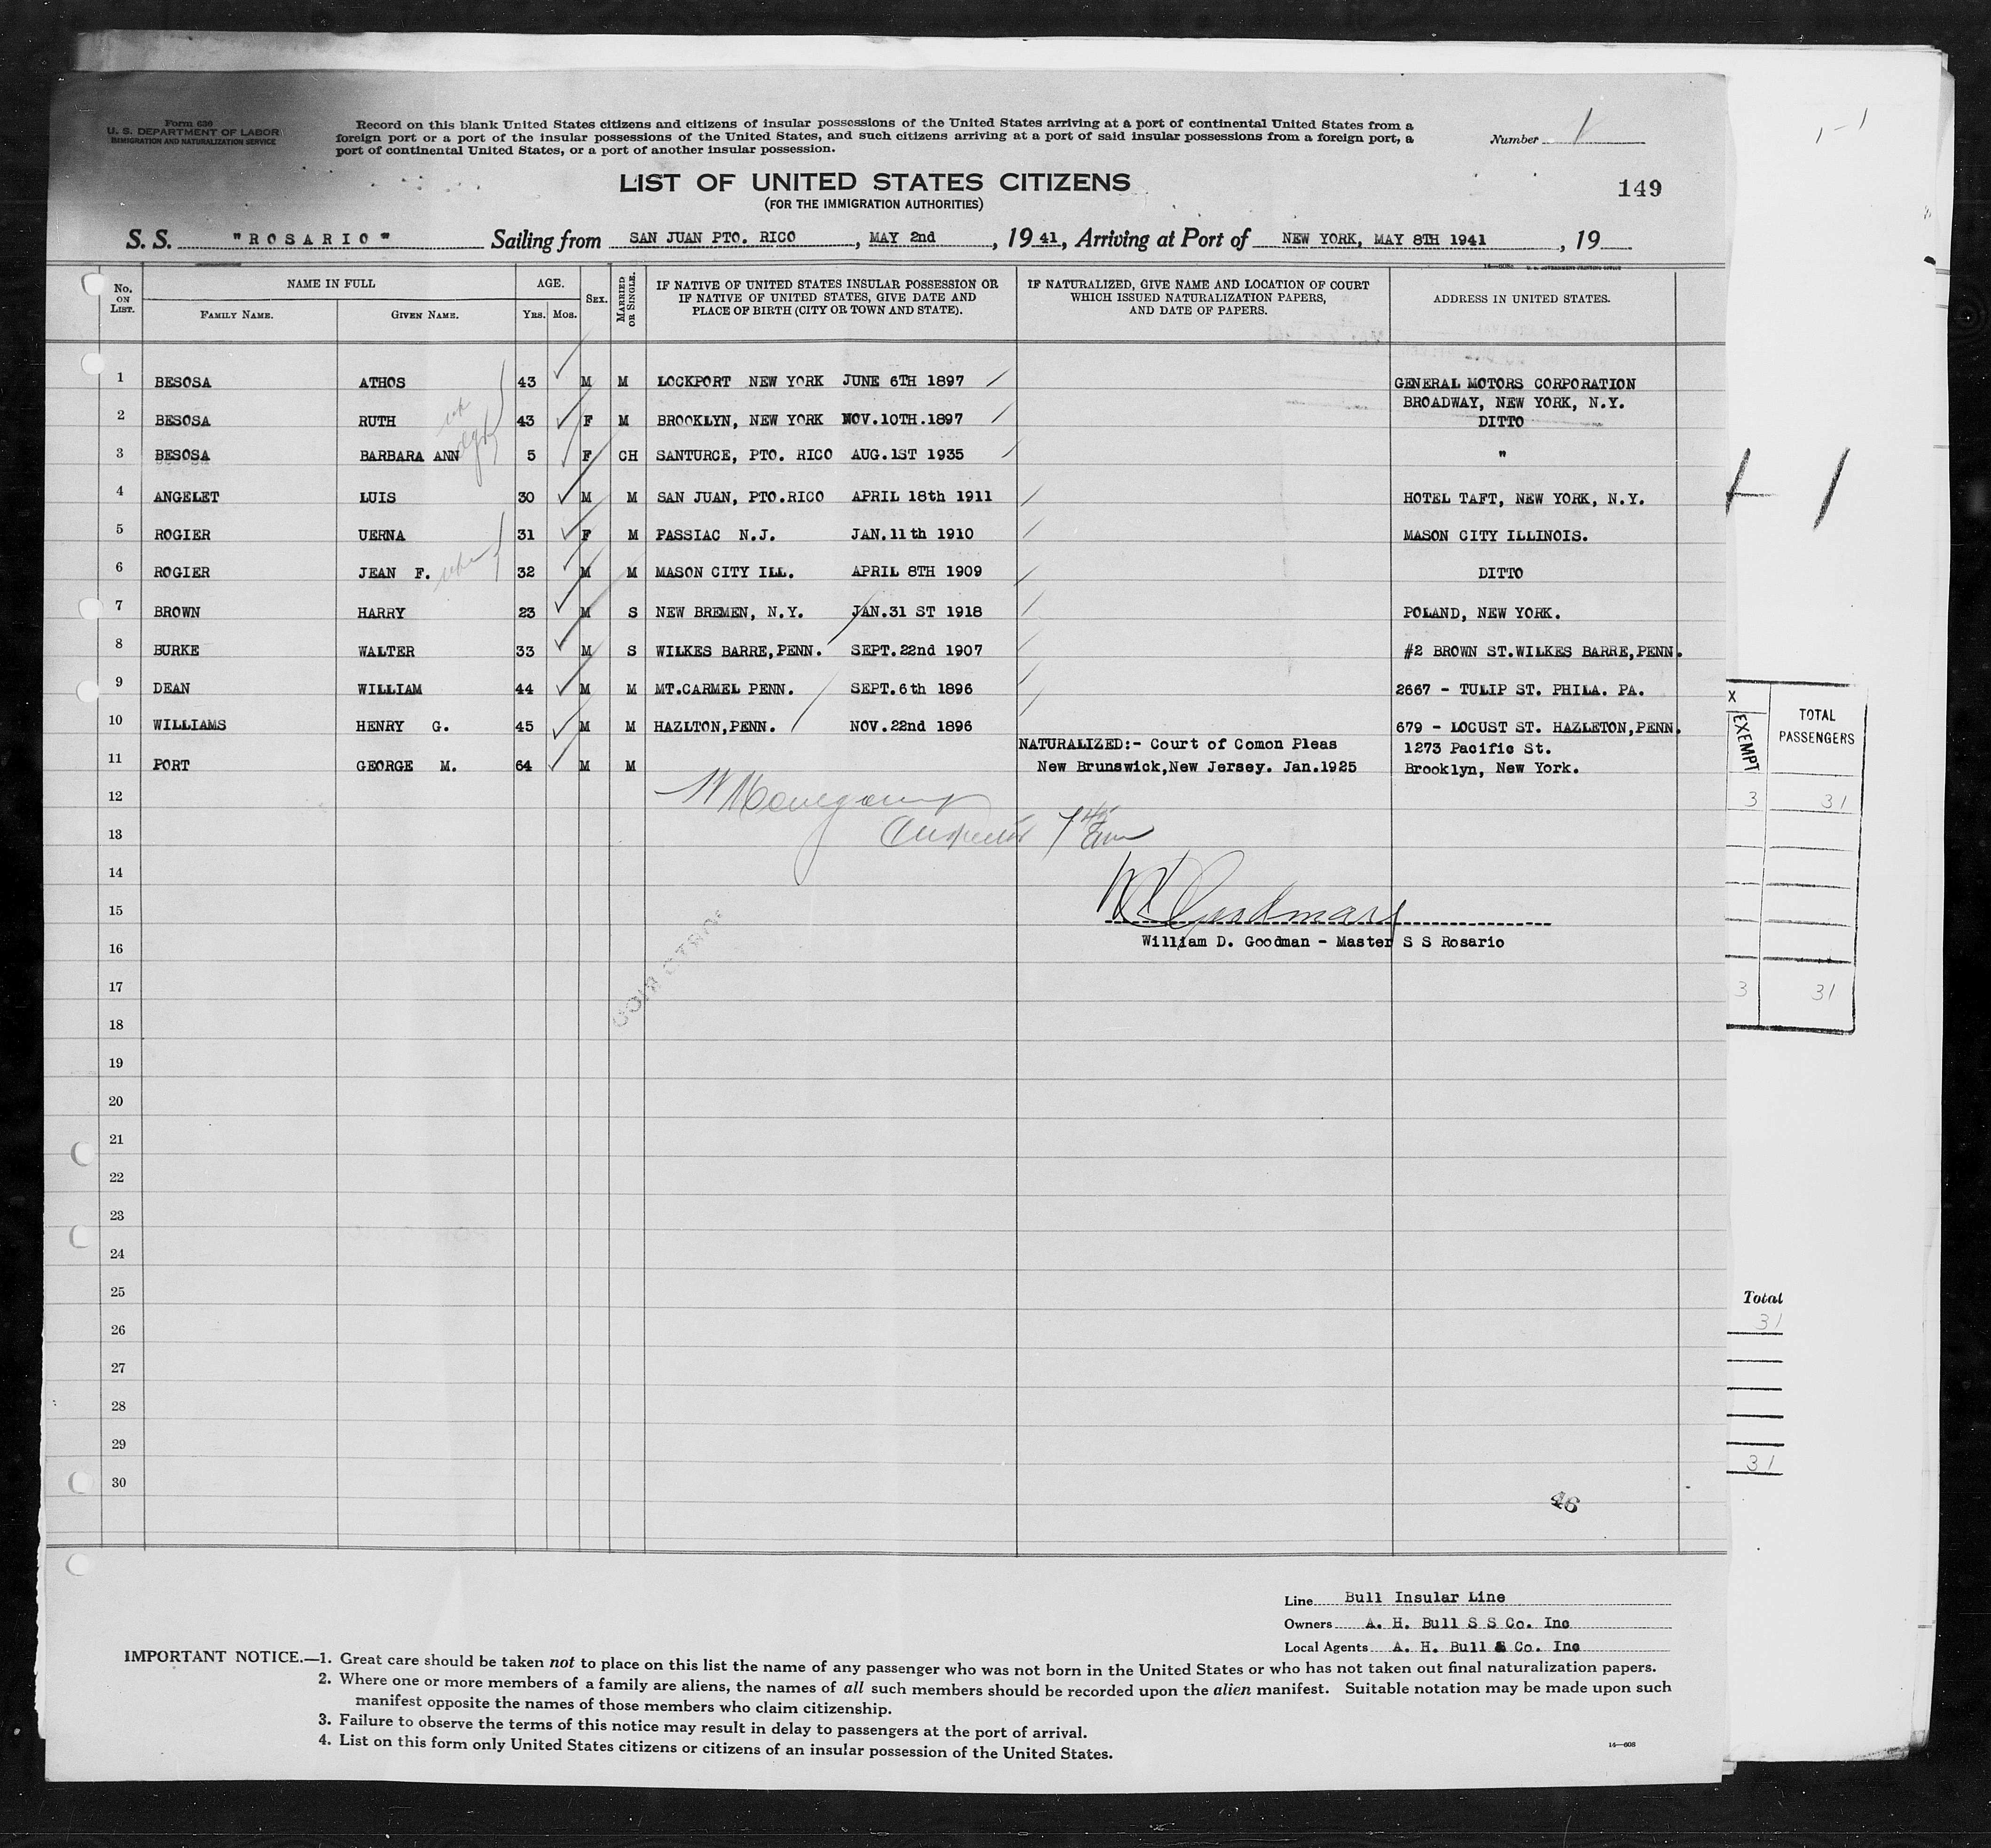 Form 630
U. S. DEPARTMENT OF LABOR
IMMIGRATION AND NATURALIZATION SERVICE
Record on this blank United States citizens and citizens of insular possessions of the United States arriving at a port of continental United States from a
foreign port or a port of the insular possessions of the United States, and such citizens arriving at a port of said insular possessions from a foreign port, a
port of continental United States, or a port of another insular possession.
Number 1
1-1
LIST OF UNITED STATES CITIZENS
(FOR THE IMMIGRATION AUTHORITIES)
149
S. S. "ROSARIO" Sailing from SAN JUAN PTO. RICO, MAY 2nd, 1941, Arriving at Port of NEW YORK, MAY 8TH 1941, 19
No. ON LIST. NAME IN FULL FAMILY NAME. GIVEN NAME. AGE. YRS. MOS. SEX. MARRIED OR SINGLE. IF NATIVE OF UNITED STATES INSULAR POSSESSION OR IF NATIVE OF UNITED STATES, GIVE DATE AND PLACE OF BIRTH (CITY OR TOWN AND STATE). IF NATURALIZED, GIVE NAME AND LOCATION OF COURT WHICH ISSUED NATURALIZATION PAPERS, AND DATE OF PAPERS. ADDRESS IN UNITED STATES.
1 BESOSA ATHOS 43 M M LOCKPORT NEW YORK JUNE 6TH 1897 GENERAL MOTORS CORPORATION
BROADWAY, NEW YORK, N.Y.
2 BESOSA RUTH 43 F M BROOKLYN, NEW YORK NOV.10TH.1897 DITTO
3 BESOSA BARBARA ANN 5 F CH SANTURCE, PTO. RICO AUG.1ST 1935 "
4 ANGELET LUIS 30 M M SAN JUAN, PTO.RICO APRIL 18th 1911 HOTEL TAFT, NEW YORK, N.Y.
5 ROGIER UERNA 31 F M PASSIAC N.J. JAN.11th 1910 MASON CITY ILLINOIS.
6 ROGIER JEAN F. 32 M M MASON CITY ILL. APRIL 8TH 1909 DITTO
7 BROWN HARRY 23 M S NEW BREMEN, N.Y. JAN.31 ST 1918 POLAND, NEW YORK.
8 BURKE WALTER 33 M S WILKES BARRE,PENN. SEPT.22nd 1907 #2 BROWN ST.WILKES BARRE,PENN.
9 DEAN WILLIAM 44 M M MT.CARMEL PENN. SEPT.6th 1896 2667 - TULIP ST. PHILA. PA.
10 WILLIAMS HENRY G. 45 M M HAZLTON,PENN. NOV.22nd 1896 679 - LOCUST ST. HAZLETON,PENN.
NATURALIZED:- Court of Comon Pleas 1273 Pacific St.
11 PORT GEORGE M. 64 M M New Brunswick,New Jersey. Jan.1925 Brooklyn, New York.
12
13
14
15
William D. Goodman - Master S S Rosario
16
17
18
19
20
21
22
23
24
25
26
27
28
29
30
46
X
EXEMPT
TOTAL
PASSENGERS
3 31
3 31
Total
31
31
Line Bull Insular Line
Owners A. H. Bull S S Co. Inc
Local Agents A. H. Bull & Co. Inc
IMPORTANT NOTICE.—1. Great care should be taken not to place on this list the name of any passenger who was not born in the United States or who has not taken out final naturalization papers.
2. Where one or more members of a family are aliens, the names of all such members should be recorded upon the alien manifest. Suitable notation may be made upon such
manifest opposite the names of those members who claim citizenship.
3. Failure to observe the terms of this notice may result in delay to passengers at the port of arrival.
4. List on this form only United States citizens or citizens of an insular possession of the United States.
14—608